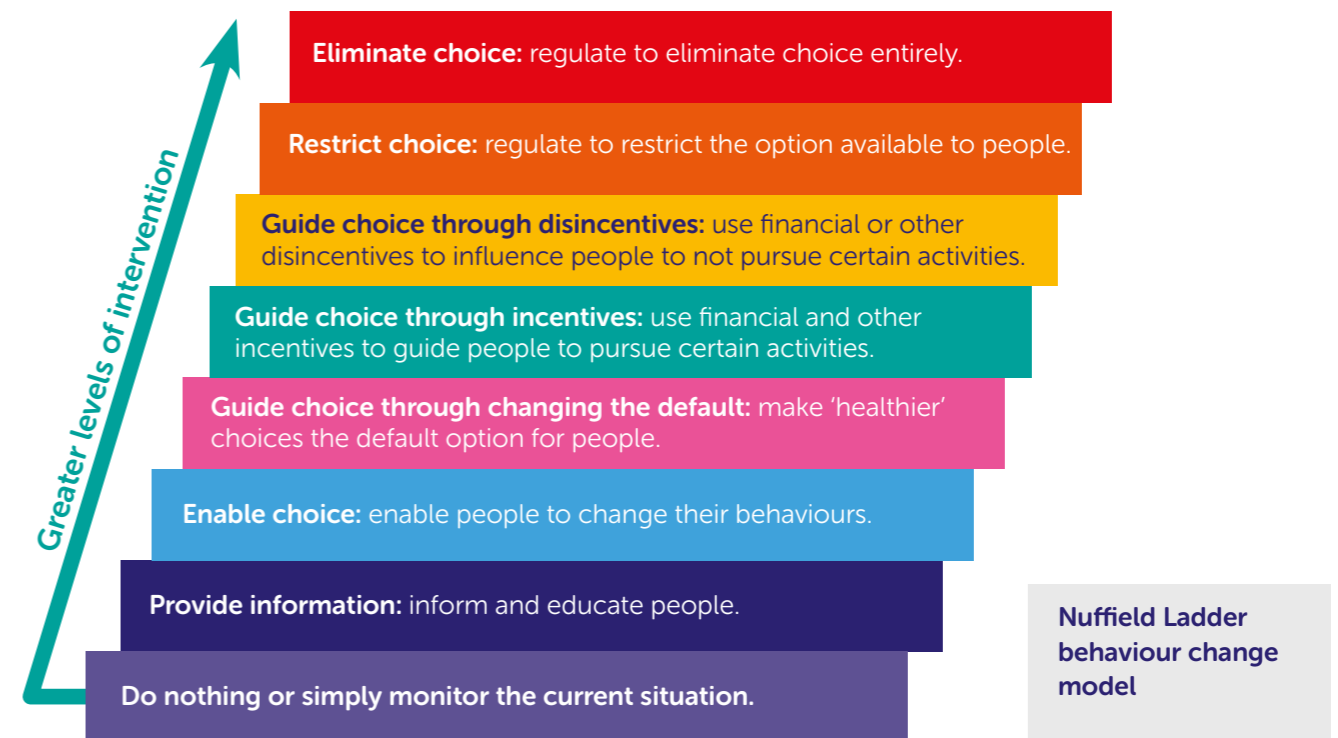 Eliminate choice: regulate to eliminate choice entirely.
Restrict choice: regulate to restrict the option available to people.
Guide choice through disincentives: use financial or other
disincentives to influence people to not pursue certain activities.
Guide choice through incentives: use financial and other
incentives to guide people to pursue certain activities.
Guide choice through changing the default: make ‘healthier’
choices the default option for people.
Enable choice: enable people to change their behaviours.
Provide information: inform and educate people.
Do nothing or simply monitor the current situation.
Greater levels of intervention
Nuffield Ladder
behaviour change
model